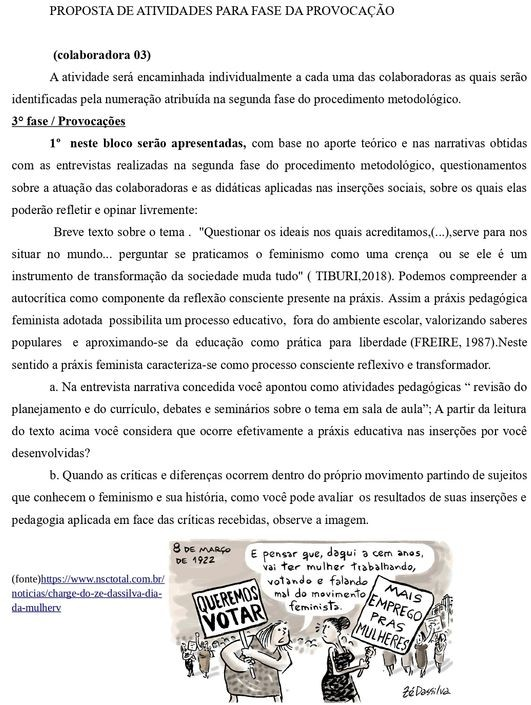 PROPOSTA DE ATIVIDADES PARA FASE DA PROVOCAÇÃO
(colaboradora 03)
A atividade será encaminhada individualmente a cada uma das colaboradoras as quais serão
identificadas pela numeração atribuída na segunda fase do procedimento metodológico.
3° fase / Provocações
1º neste bloco serão apresentadas, com base no aporte teórico e nas narrativas obtidas
com as entrevistas realizadas na segunda fase do procedimento metodológico, questionamentos
sobre a atuação das colaboradoras e as didáticas aplicadas nas inserções sociais, sobre os quais elas
poderão refletir e opinar livremente:
Breve texto sobre o tema . "Questionar os ideais nos quais acreditamos,(...),serve para nos
situar no mundo... perguntar se praticamos o feminismo como uma crença ou se ele é um
instrumento de transformação da sociedade muda tudo" ( TIBURI,2018). Podemos compreender a
autocrítica como componente da reflexão consciente presente na práxis. Assim a práxis pedagógica
feminista adotada possibilita um processo educativo, fora do ambiente escolar, valorizando saberes
populares e aproximando-se da educação como prática para liberdade (FREIRE, 1987).Neste
sentido a práxis feminista caracteriza-se como processo consciente reflexivo e transformador.
a. Na entrevista narrativa concedida você apontou como atividades pedagógicas “ revisão do
planejamento e do currículo, debates e seminários sobre o tema em sala de aula”; A partir da leitura
do texto acima você considera que ocorre efetivamente a práxis educativa nas inserções por você
desenvolvidas?
b. Quando as críticas e diferenças ocorrem dentro do próprio movimento partindo de sujeitos
que conhecem o feminismo e sua história, como você pode avaliar os resultados de suas inserções e
pedagogia aplicada em face das críticas recebidas, observe a imagem.
(fonte)https://www.nsctotal.com.br/
noticias/charge-do-ze-dassilva-dia-
da-mulherv
8 DE MARÇO
DE 1922
E pensar que, daqui a cem anos,
vai ter mulher trabalhando,
votando e falando
mal do movimento
feminista.
QUEREMOS
VOTAR
MAIS
EMPREGO
PRAS
MULHERES
ZéDassilva